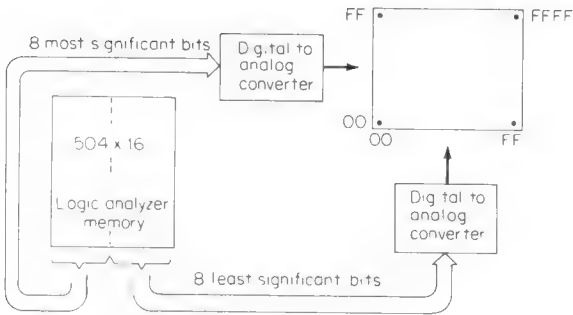 8 most significant bits
Digital to
analog
converter
FF
FFFF
00
00
FF
504 x 16
Logic analyzer
memory
Digital to
analog
converter
8 least significant bits